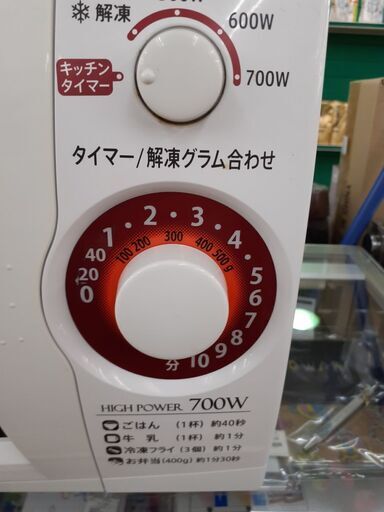 ❄解凍
600W
700W
キッチン
タイマー
タイマー/解凍グラム合わせ
0 20 40 1・2・3・4・5 6 7 8 9 10 分
100 200 300 400 500g
HIGH POWER 700W
ごはん (1杯) 約40秒
牛 乳 (1杯) 約1分
冷凍フライ (3個) 約1分
お弁当 (400g) 約1分30秒